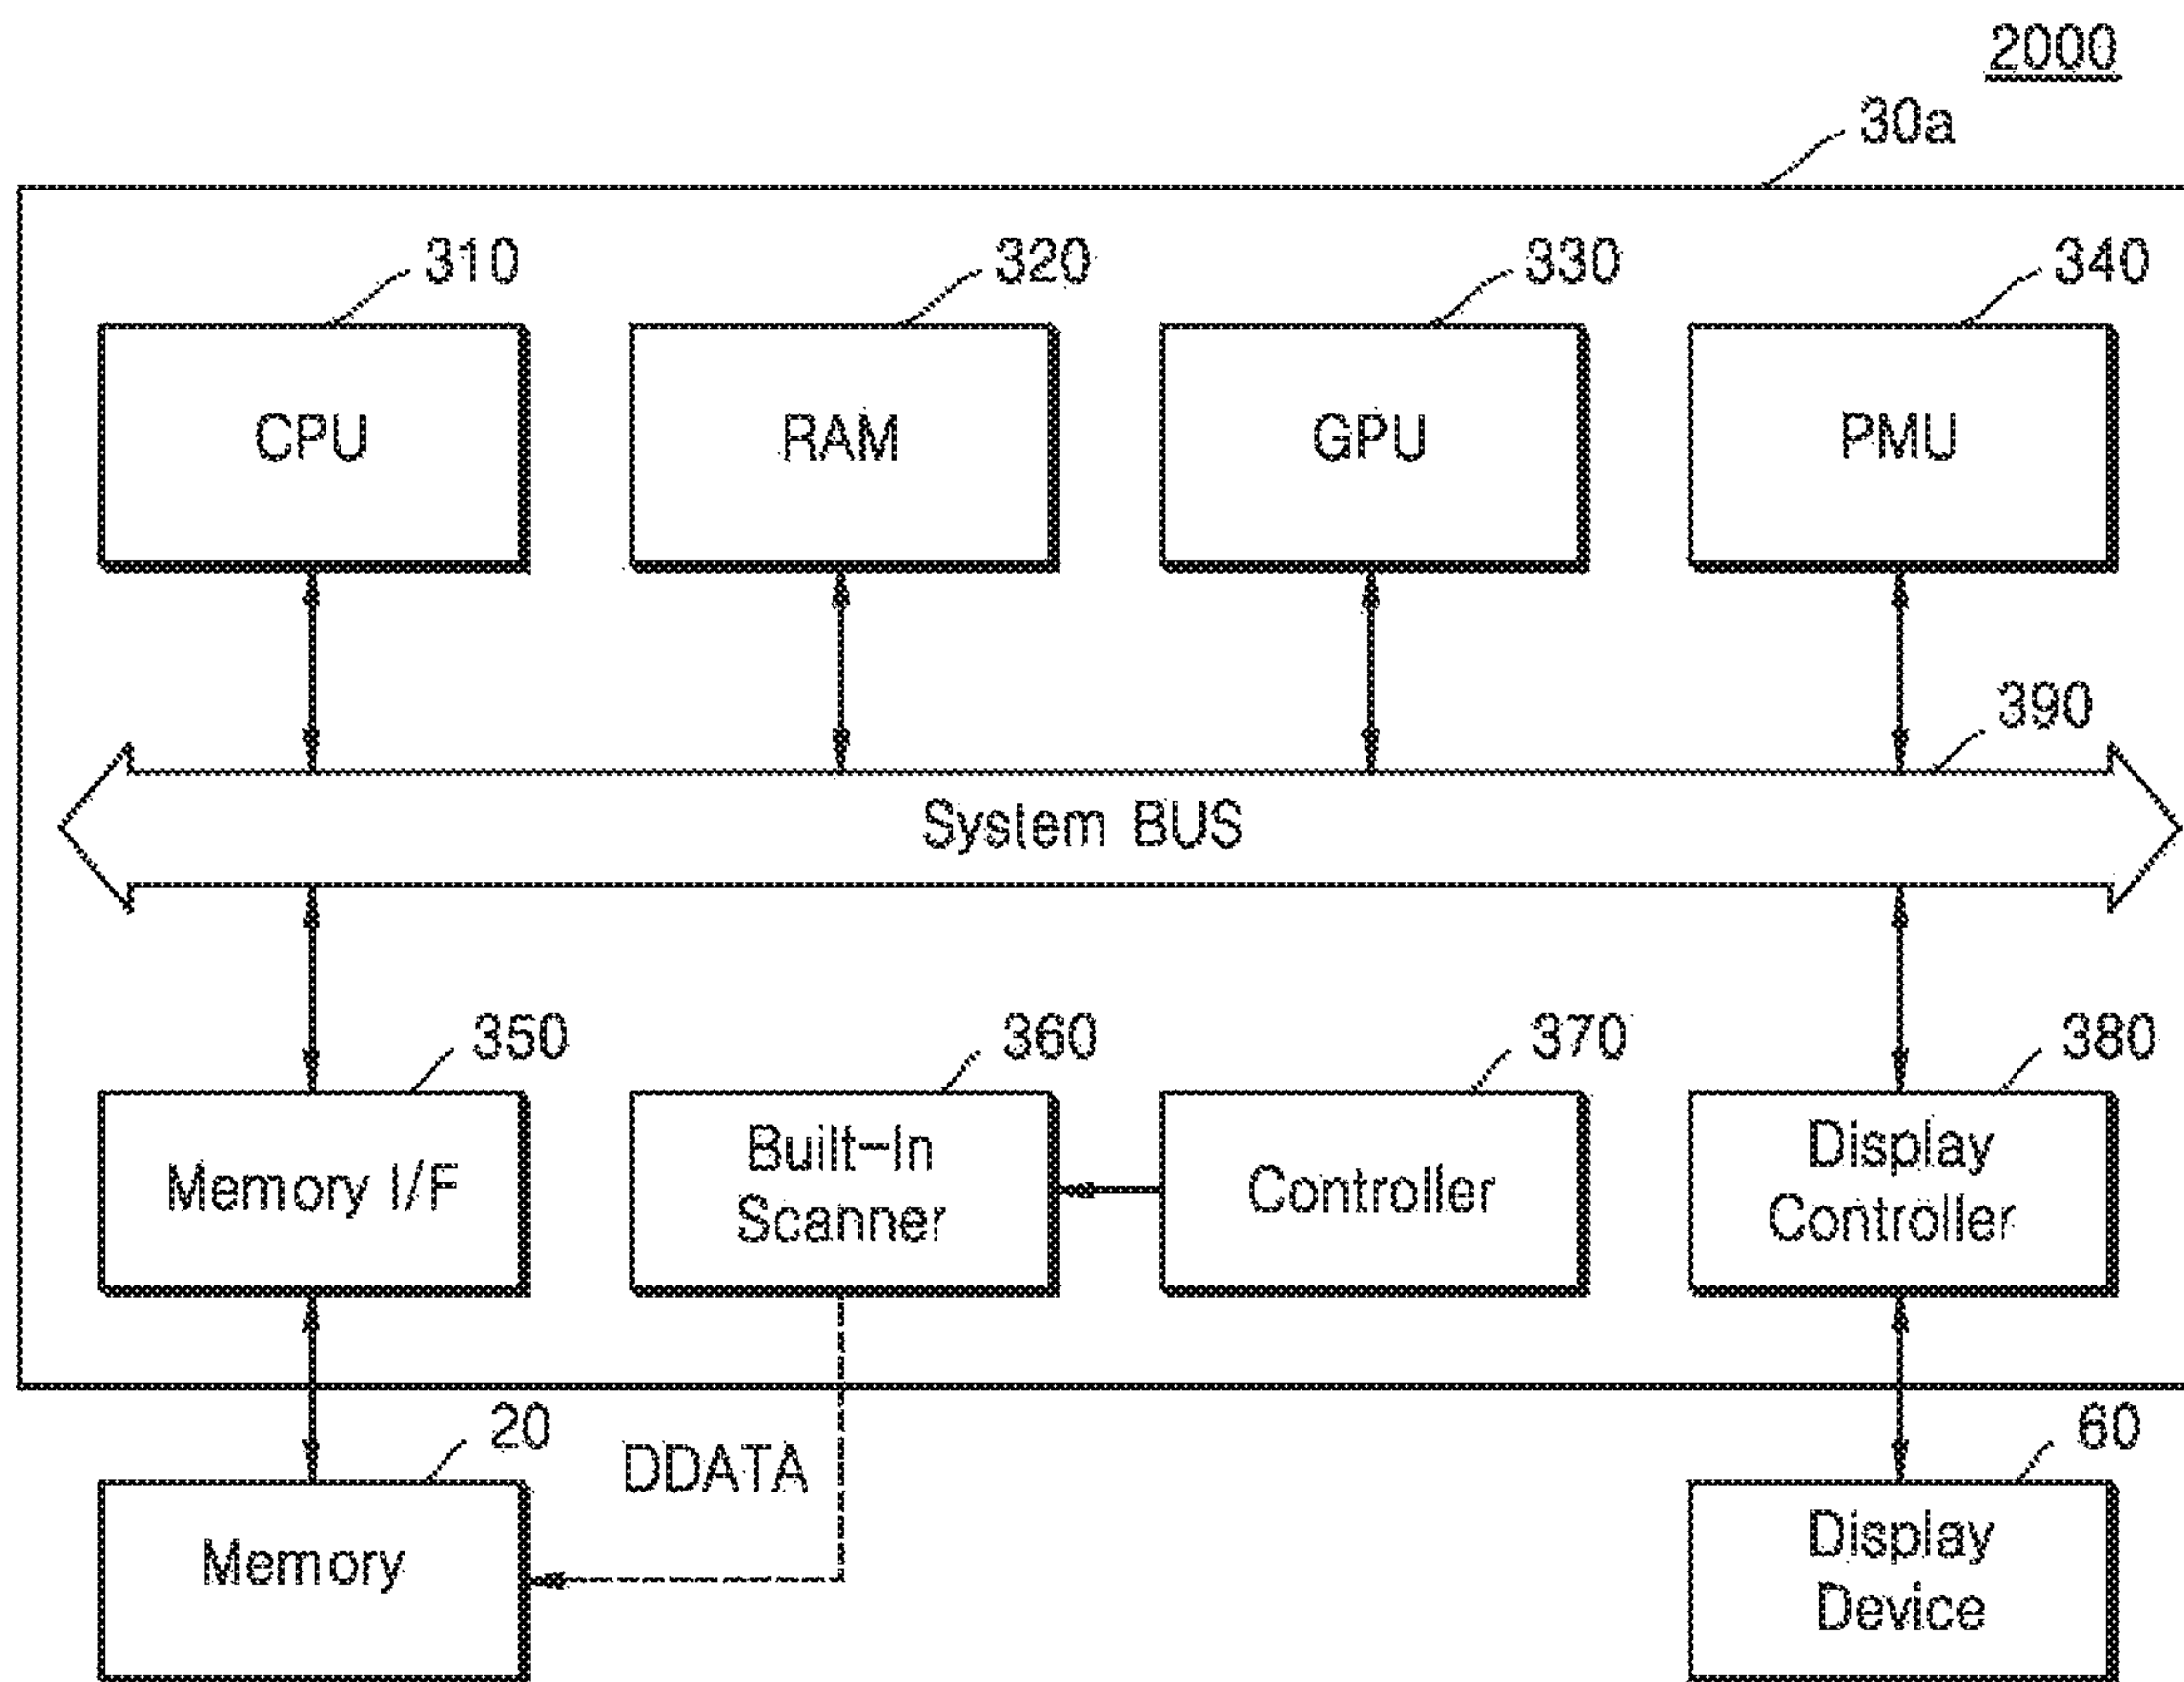 2000
30a
310
320
330
340
CPU
RAM
GPU
PMU
390
System BUS
350
360
370
380
Memory I/F
Built-In
Scanner
Controller
Display
Controller
20
DDATA
60
Memory
Display
Device